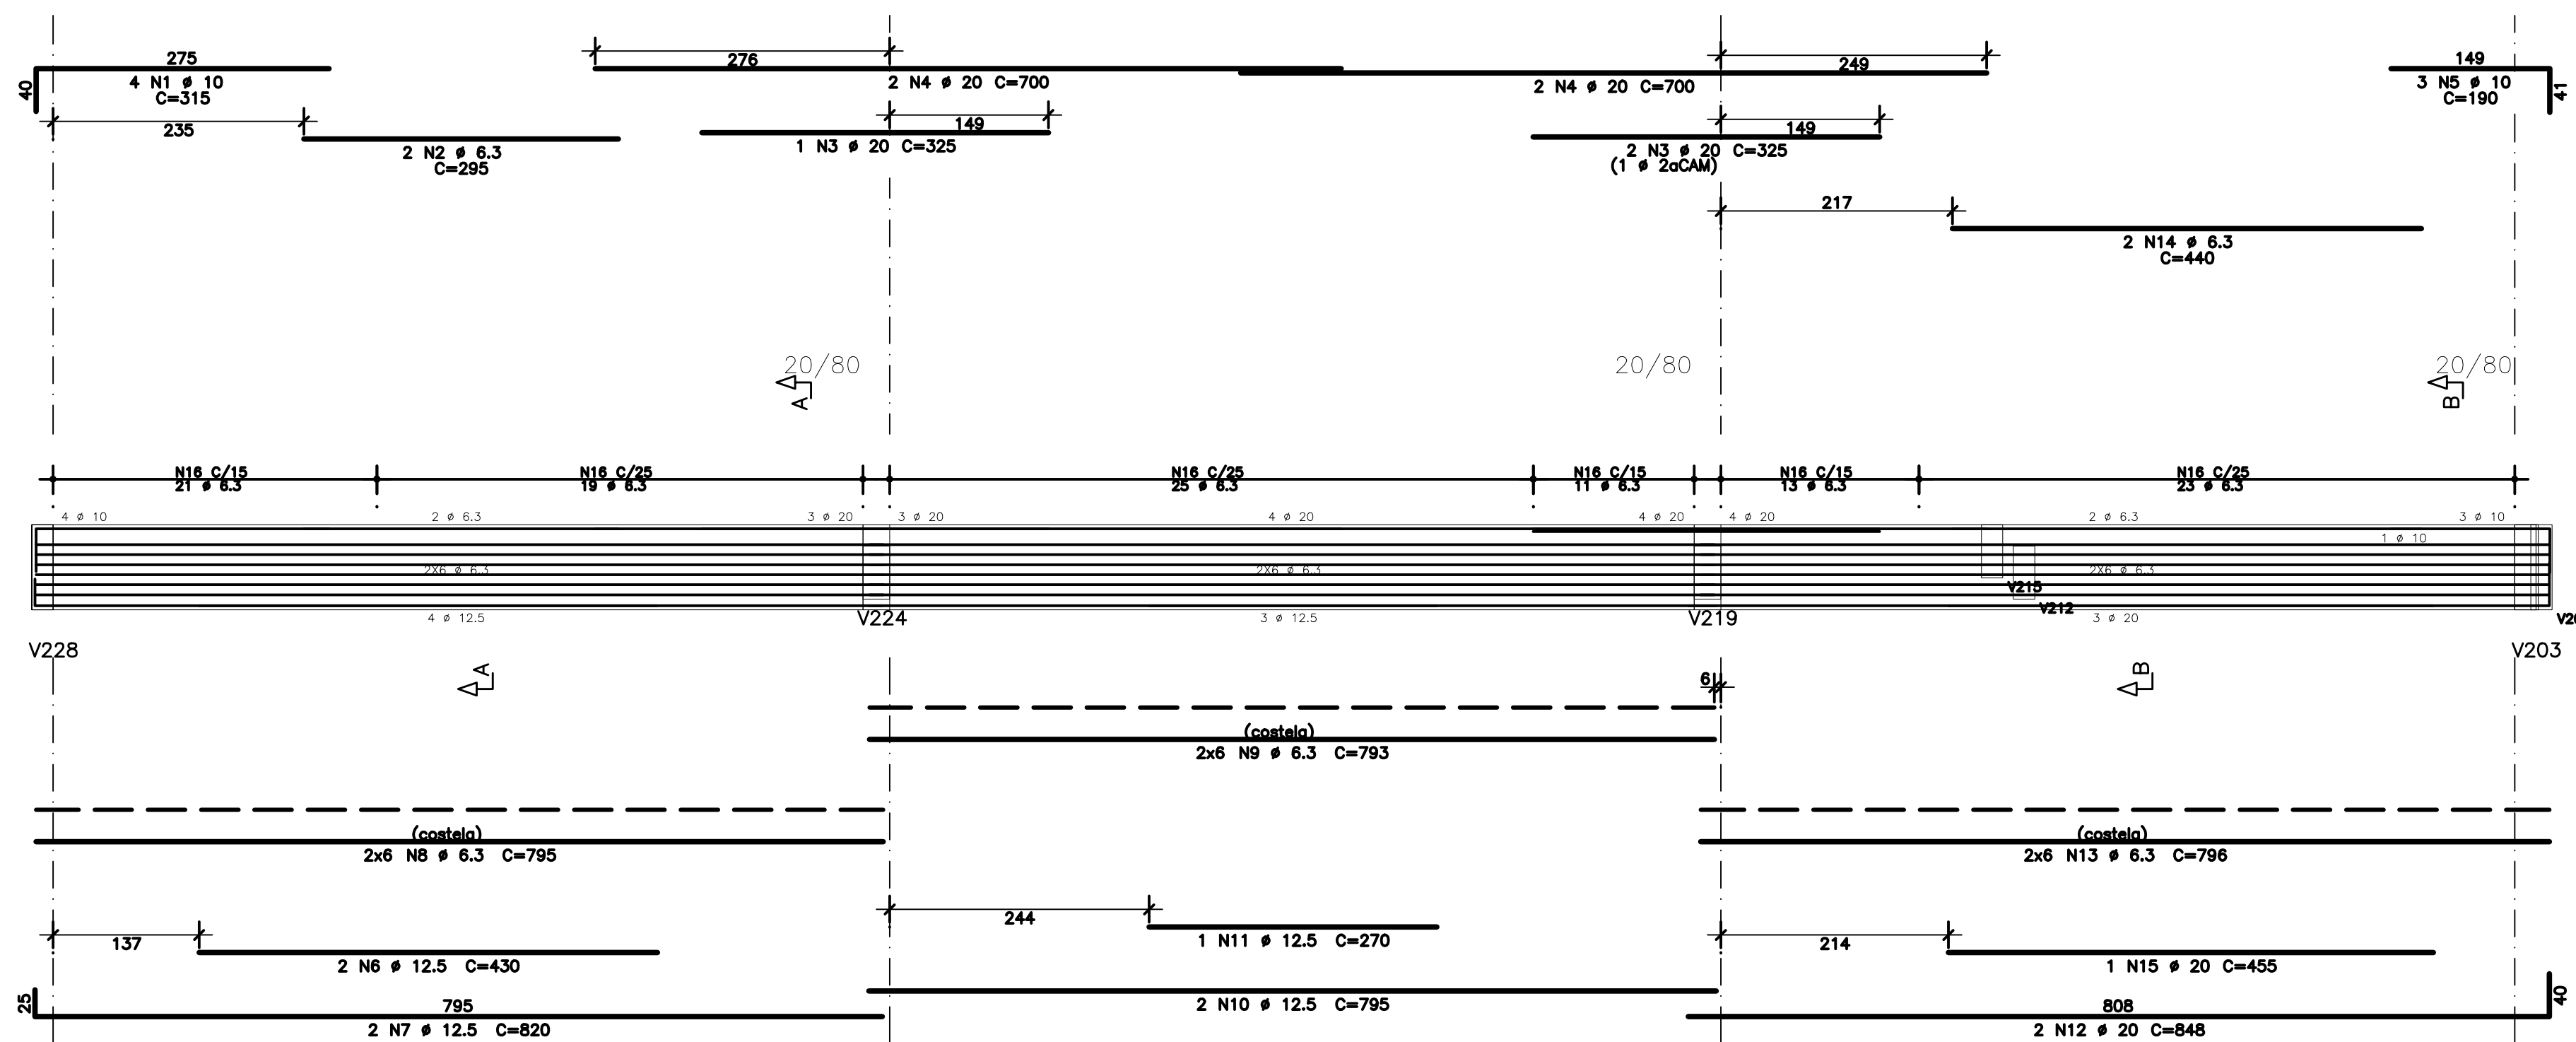 275
276
249
149
40
4 N1 ø 10
C=315
2 N4 ø 20 C=700
2 N4 ø 20 C=700
3 N5 ø 10
C=190
41
235
149
149
2 N2 ø 6.3
C=295
1 N3 ø 20 C=325
2 N3 ø 20 C=325
(1 ø 2aCAM)
217
2 N14 ø 6.3
C=440
20/80
20/80
20/80
A
B
N16 C/15
21 ø 6.3
N16 C/25
19 ø 6.3
N16 C/25
25 ø 6.3
N16 C/15
11 ø 6.3
N16 C/15
13 ø 6.3
N16 C/25
23 ø 6.3
4 ø 10
2 ø 6.3
3 ø 20
3 ø 20
4 ø 20
4 ø 20
4 ø 20
2 ø 6.3
3 ø 10
1 ø 10
2X6 ø 6.3
2X6 ø 6.3
2X6 ø 6.3
V215
V212
4 ø 12.5
V224
3 ø 12.5
V219
3 ø 20
V228
V203
A
B
6
(costela)
2x6 N9 ø 6.3 C=793
(costela)
2x6 N8 ø 6.3 C=795
(costela)
2x6 N13 ø 6.3 C=796
137
244
214
2 N6 ø 12.5 C=430
1 N11 ø 12.5 C=270
1 N15 ø 20 C=455
25
795
2 N7 ø 12.5 C=820
2 N10 ø 12.5 C=795
808
2 N12 ø 20 C=848
40